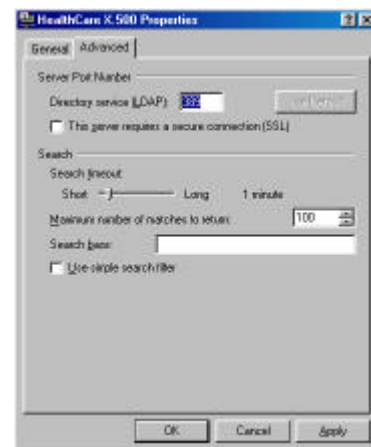 HealthCare X.500 Properties
General Advanced
Server Port Number
Directory service (LDAP): 389
This server requires a secure connection (SSL)
Search
Search timeout
Short Long 1 minute
Maximum number of matches to return: 100
Search base:
Use simple search filter
OK Cancel Apply